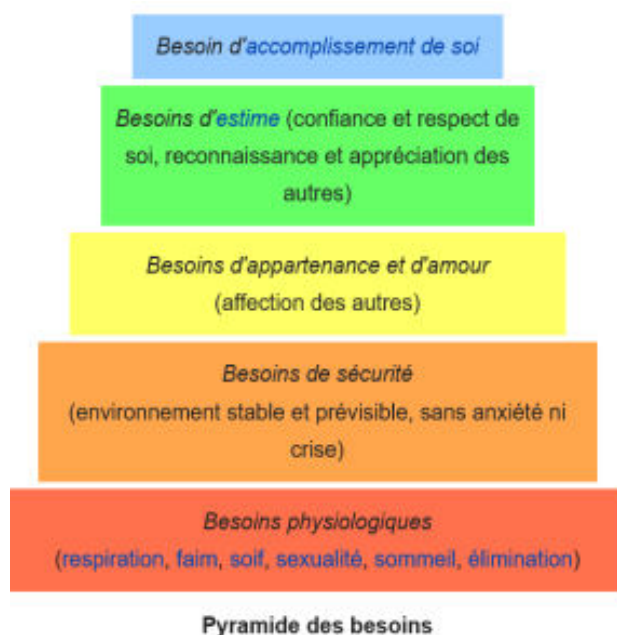 Besoin d'accomplissement de soi
Besoins d'estime (confiance et respect de
soi, reconnaissance et appréciation des
autres)
Besoins d'appartenance et d'amour
(affection des autres)
Besoins de sécurité
(environnement stable et prévisible, sans anxiété ni
crise)
Besoins physiologiques
(respiration, faim, soif, sexualité, sommeil, élimination)
Pyramide des besoins